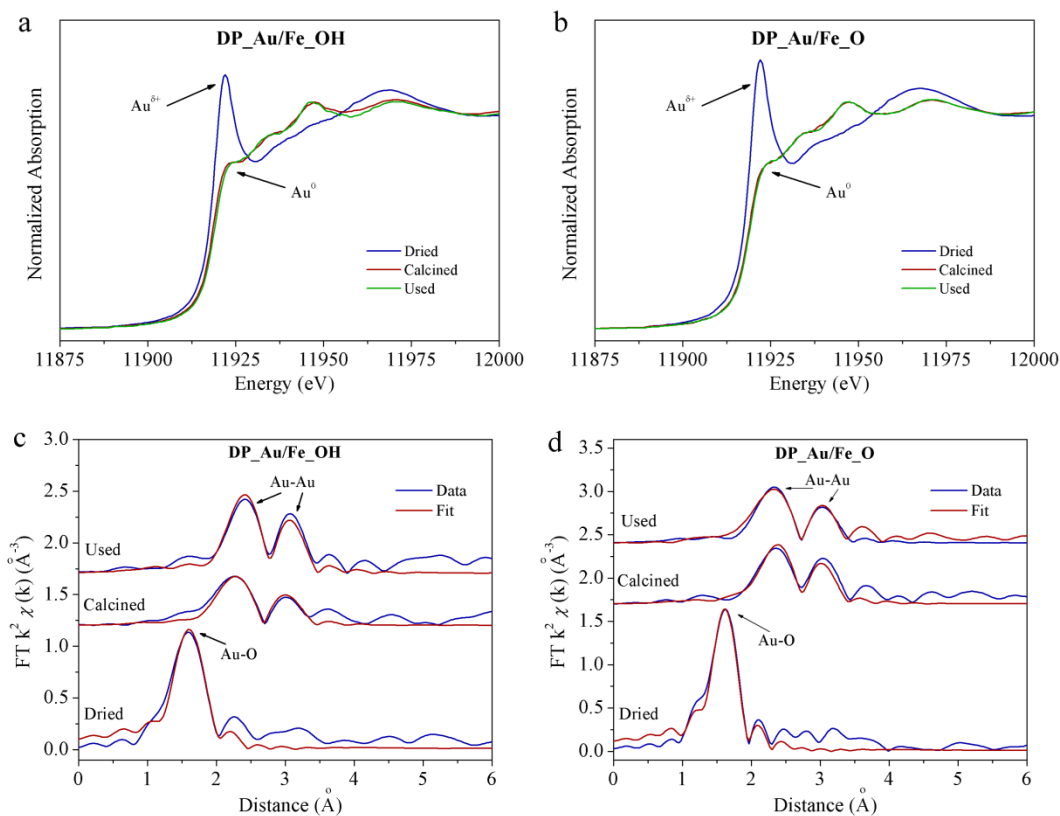 a
DP_Au/Fe_OH
Au^δ+
Au^0
Normalized Absorption
Dried
Calcined
Used
11875 11900 11925 11950 11975 12000
Energy (eV)
b
DP_Au/Fe_O
Au^δ+
Au^0
Normalized Absorption
Dried
Calcined
Used
11875 11900 11925 11950 11975 12000
Energy (eV)
c
DP_Au/Fe_OH
Au-Au
Data
Fit
Used
Calcined
Au-O
Dried
FT k² χ (k) (Å⁻³)
3.0
2.5
2.0
1.5
1.0
0.5
0.0
0 1 2 3 4 5 6
Distance (Å)
d
DP_Au/Fe_O
Au-Au
Data
Fit
Used
Calcined
Au-O
Dried
FT k² χ (k) (Å⁻³)
3.5
3.0
2.5
2.0
1.5
1.0
0.5
0.0
0 1 2 3 4 5 6
Distance (Å)